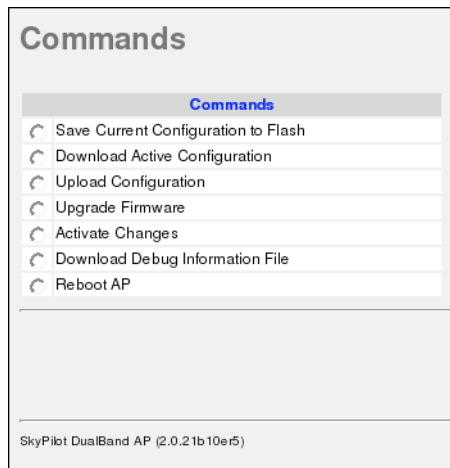 Commands
Commands
Save Current Configuration to Flash
Download Active Configuration
Upload Configuration
Upgrade Firmware
Activate Changes
Download Debug Information File
Reboot AP
SkyPilot DualBand AP (2.0.21b10er5)